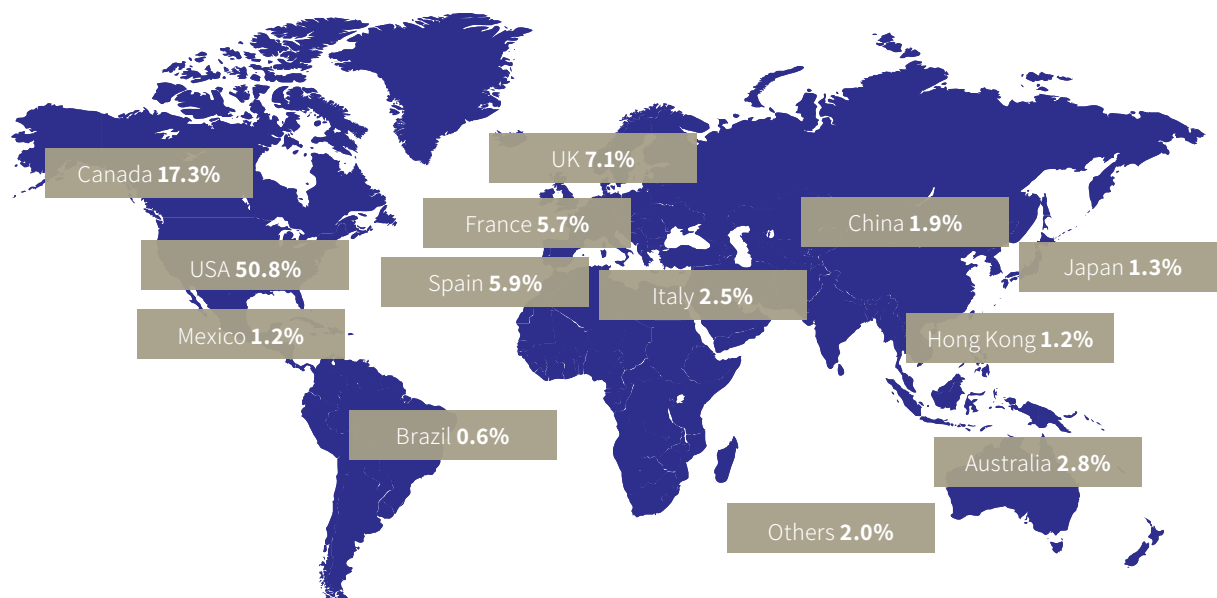 UK 7.1%
Canada 17.3%
France 5.7%
China 1.9%
USA 50.8%
Japan 1.3%
Spain 5.9%
Italy 2.5%
Mexico 1.2%
Hong Kong 1.2%
Brazil 0.6%
Australia 2.8%
Others 2.0%